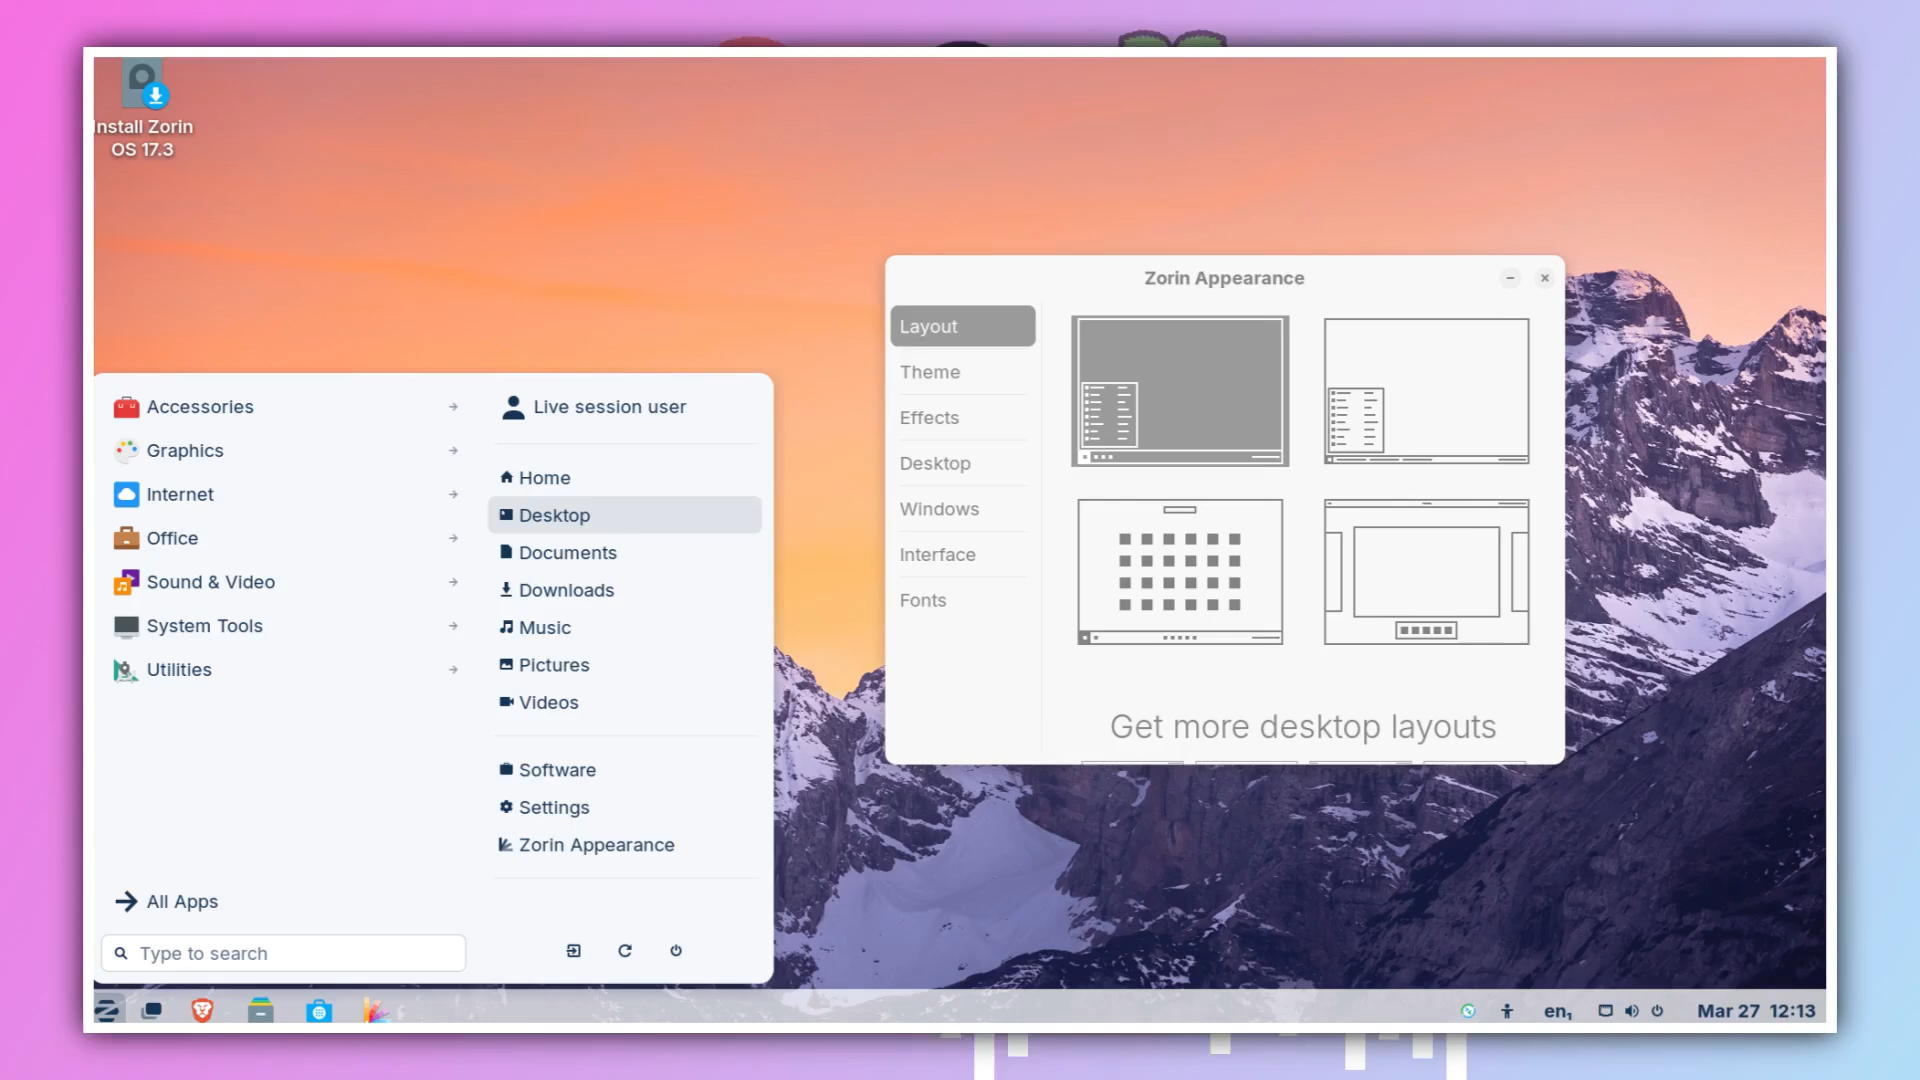 Install Zorin
OS 17.3
Zorin Appearance
Layout
Theme
Effects
Desktop
Windows
Interface
Fonts
Get more desktop layouts
Accessories
Graphics
Internet
Office
Sound & Video
System Tools
Utilities
All Apps
Type to search
Live session user
Home
Desktop
Documents
Downloads
Music
Pictures
Videos
Software
Settings
Zorin Appearance
en₁
Mar 27 12:13